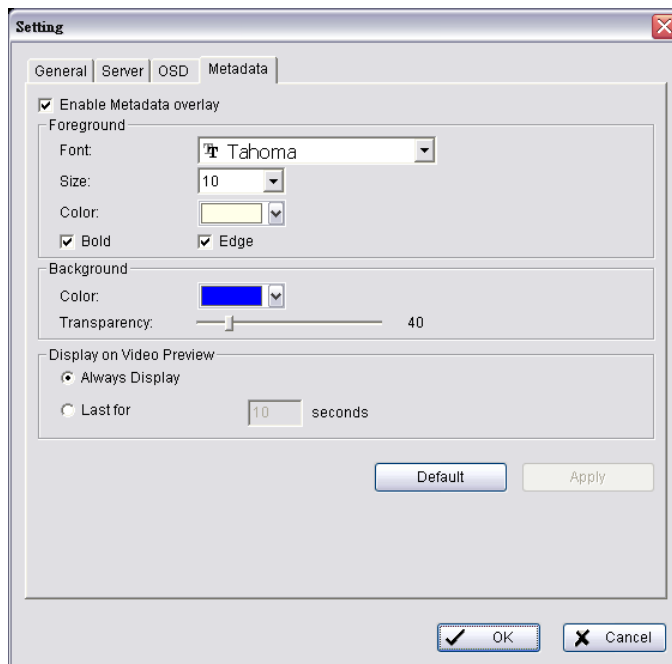 Setting
General Server OSD Metadata
Enable Metadata overlay
Foreground
Font: Tahoma
Size: 10
Color:
Bold Edge
Background
Color:
Transparency: 40
Display on Video Preview
Always Display
Last for 10 seconds
Default Apply
OK Cancel